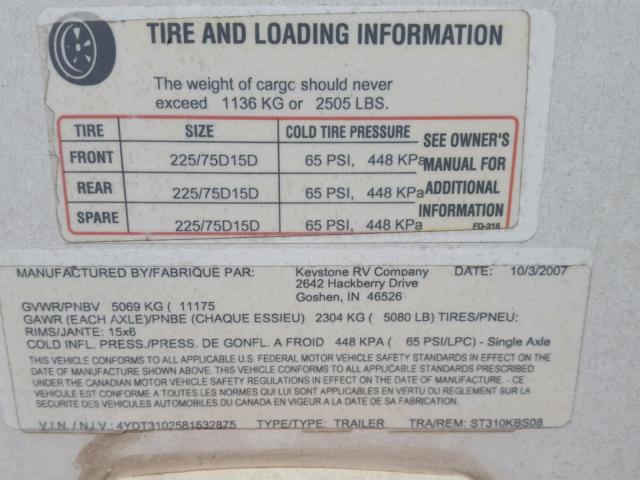 TIRE AND LOADING INFORMATION
The weight of cargo should never
exceed 1136 KG or 2505 LBS.
TIRE SIZE COLD TIRE PRESSURE
FRONT 225/75D15D 65 PSI, 448 KPa
REAR 225/75D15D 65 PSI, 448 KPa
SPARE 225/75D15D 65 PSI, 448 KPa
SEE OWNER'S
MANUAL FOR
ADDITIONAL
INFORMATION
FD-316
MANUFACTURED BY/FABRIQUE PAR: Keystone RV Company DATE: 10/3/2007
2642 Hackberry Drive
Goshen, IN 46526
GVWR/PNBV 5069 KG ( 11175
GAWR (EACH AXLE)/PNBE (CHAQUE ESSIEU) 2304 KG ( 5080 LB) TIRES/PNEU:
RIMS/JANTE: 15x6
COLD INFL. PRESS./PRESS. DE GONFL. A FROID 448 KPA ( 65 PSI/LPC) - Single Axle
THIS VEHICLE CONFORMS TO ALL APPLICABLE U.S. FEDERAL MOTOR VEHICLE SAFETY STANDARDS IN EFFECT ON THE
DATE OF MANUFACTURE SHOWN ABOVE. THIS VEHICLE CONFORMS TO ALL APPLICABLE STANDARDS PRESCRIBED
UNDER THE CANADIAN MOTOR VEHICLE SAFETY REGULATIONS IN EFFECT ON THE DATE OF MANUFACTURE. - CE
VEHICULE EST CONFORME A TOUTES LES NORMES QUI LUI SONT APPLICABLES EN VERTU DU REGLEMENT SUR LA
SECURITE DES VEHICULES AUTOMOBILES DU CANADA EN VIGEUR A LA DATE DE SA FABRICATION.
V.I.N. / N.I.V.: 4YDT3102581532875 TYPE/TYPE: TRAILER TRA/REM: ST310KBS08